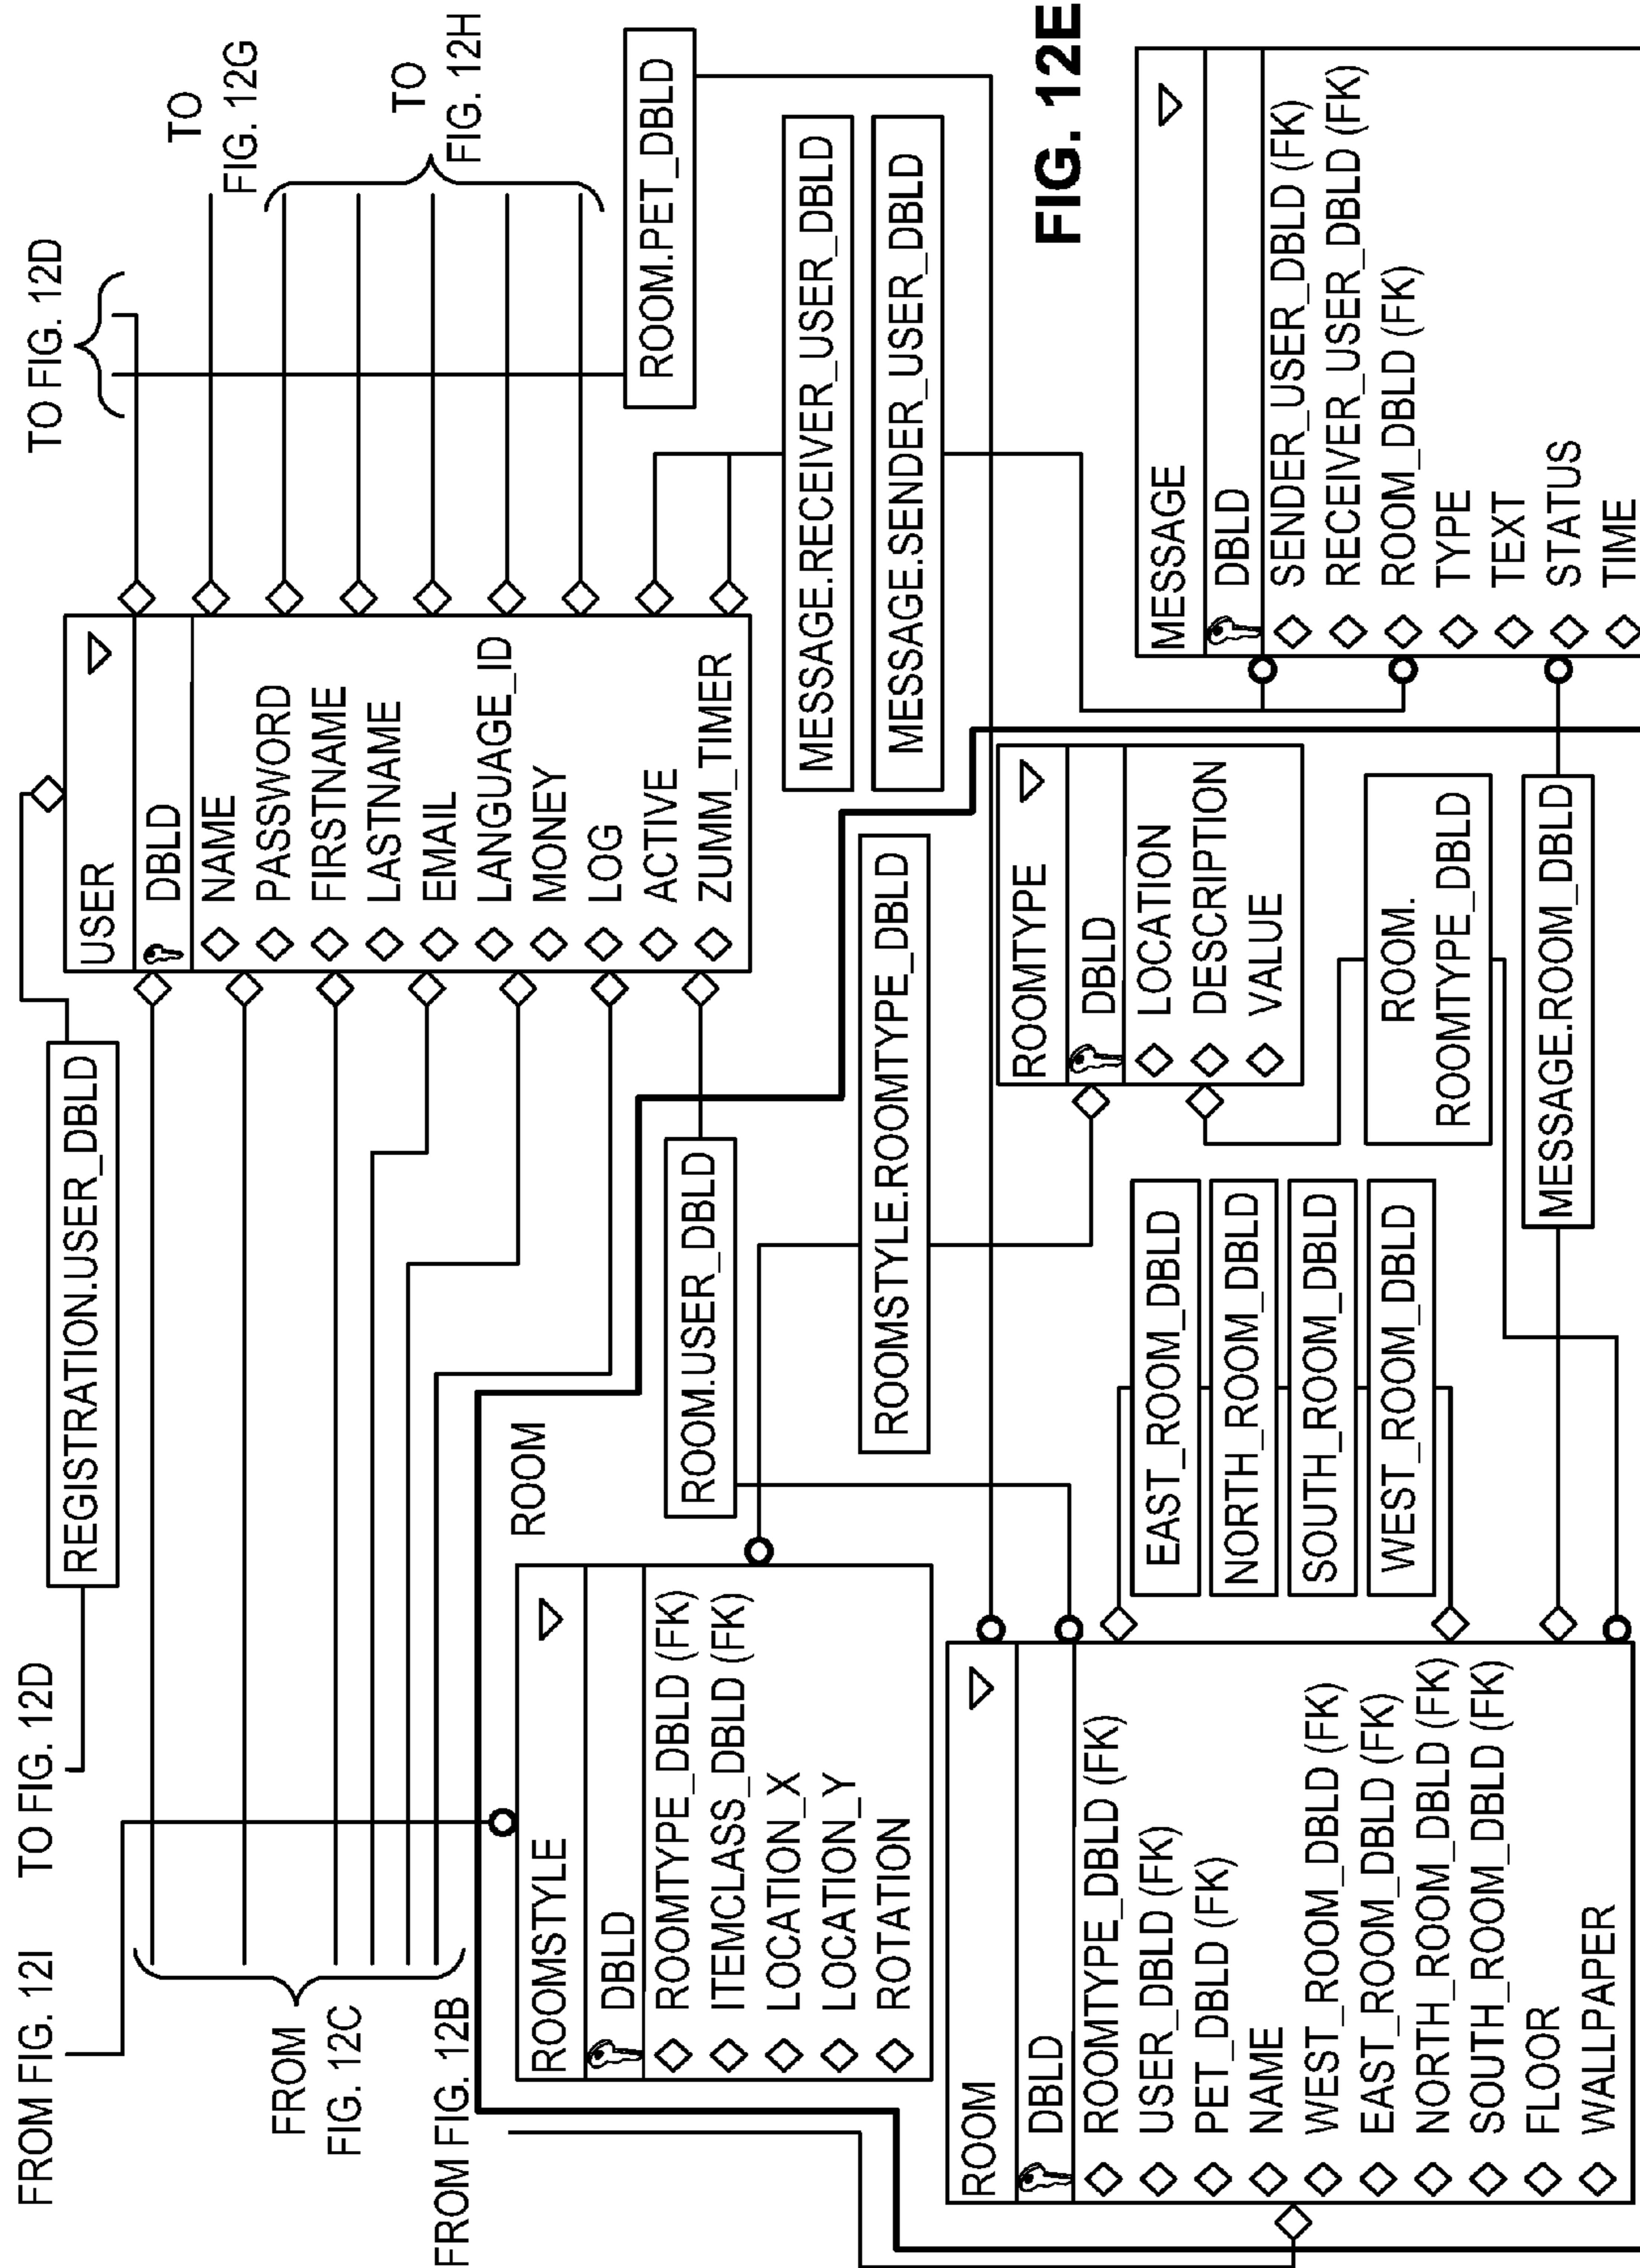 FROM FIG. 12I
TO FIG. 12D
TO FIG. 12D
REGISTRATION.USER_DBLD
TO
FIG. 12G
TO
FIG. 12H
FROM
FIG. 12C
FROM FIG. 12B
USER
DBLD
NAME
PASSWORD
FIRSTNAME
LASTNAME
EMAIL
LANGUAGE_ID
MONEY
LOG
ACTIVE
ZUMM_TIMER
ROOM.PET_DBLD
MESSAGE.RECEIVER_USER_DBLD
MESSAGE.SENDER_USER_DBLD
ROOM
ROOMSTYLE
DBLD
ROOMTYPE_DBLD (FK)
ITEMCLASS_DBLD (FK)
LOCATION_X
LOCATION_Y
ROTATION
ROOM.USER_DBLD
ROOMSTYLE.ROOMTYPE_DBLD
ROOMTYPE
DBLD
LOCATION
DESCRIPTION
VALUE
FIG. 12E
ROOM
DBLD
ROOMTYPE_DBLD (FK)
USER_DBLD (FK)
PET_DBLD (FK)
NAME
WEST_ROOM_DBLD (FK)
EAST_ROOM_DBLD (FK)
NORTH_ROOM_DBLD (FK)
SOUTH_ROOM_DBLD (FK)
FLOOR
WALLPAPER
EAST_ROOM_DBLD
NORTH_ROOM_DBLD
SOUTH_ROOM_DBLD
WEST_ROOM_DBLD
ROOM.
ROOMTYPE_DBLD
MESSAGE.ROOM_DBLD
MESSAGE
DBLD
SENDER_USER_DBLD (FK)
RECEIVER_USER_DBLD (FK)
ROOM_DBLD (FK)
TYPE
TEXT
STATUS
TIME